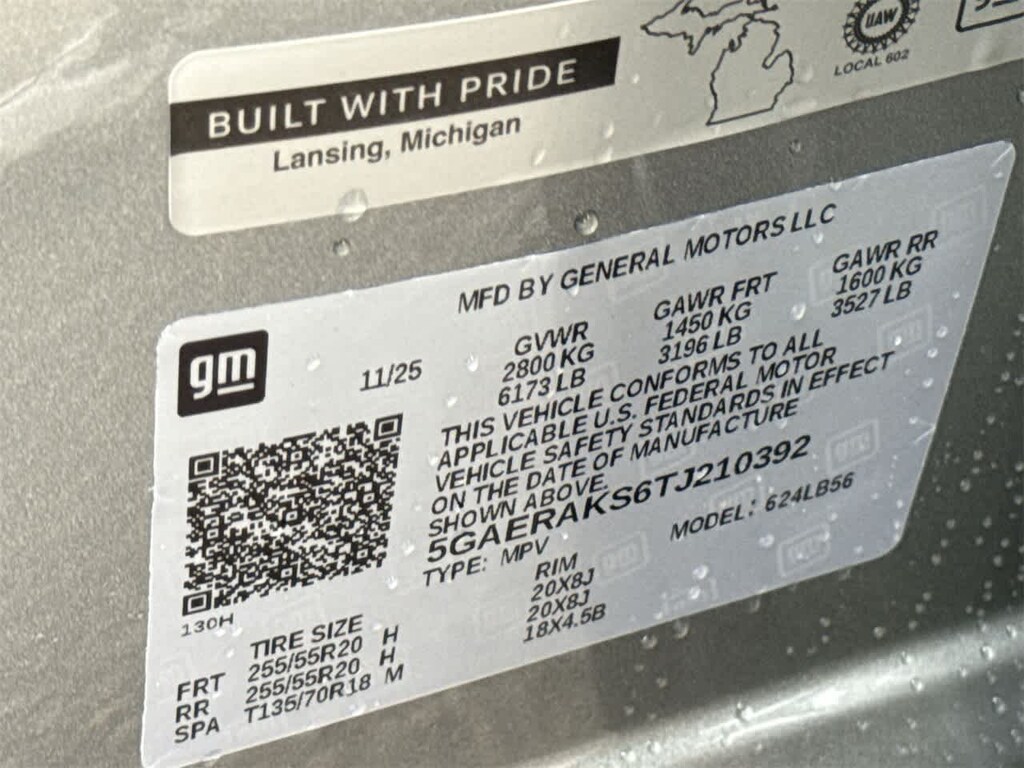 BUILT WITH PRIDE
Lansing, Michigan
UAW
LOCAL 602
MFD BY GENERAL MOTORS LLC
gm
11/25
GVWR
2800 KG
6173 LB
GAWR FRT
1450 KG
3196 LB
GAWR RR
1600 KG
3527 LB
THIS VEHICLE CONFORMS TO ALL
APPLICABLE U.S. FEDERAL MOTOR
VEHICLE SAFETY STANDARDS IN EFFECT
ON THE DATE OF MANUFACTURE
SHOWN ABOVE.
5GAERAKS6TJ210392
TYPE: MPV MODEL: 624LB56
130H
TIRE SIZE RIM
FRT 255/55R20 H 20X8J
RR 255/55R20 H 20X8J
SPA T135/70R18 M 18X4.5B